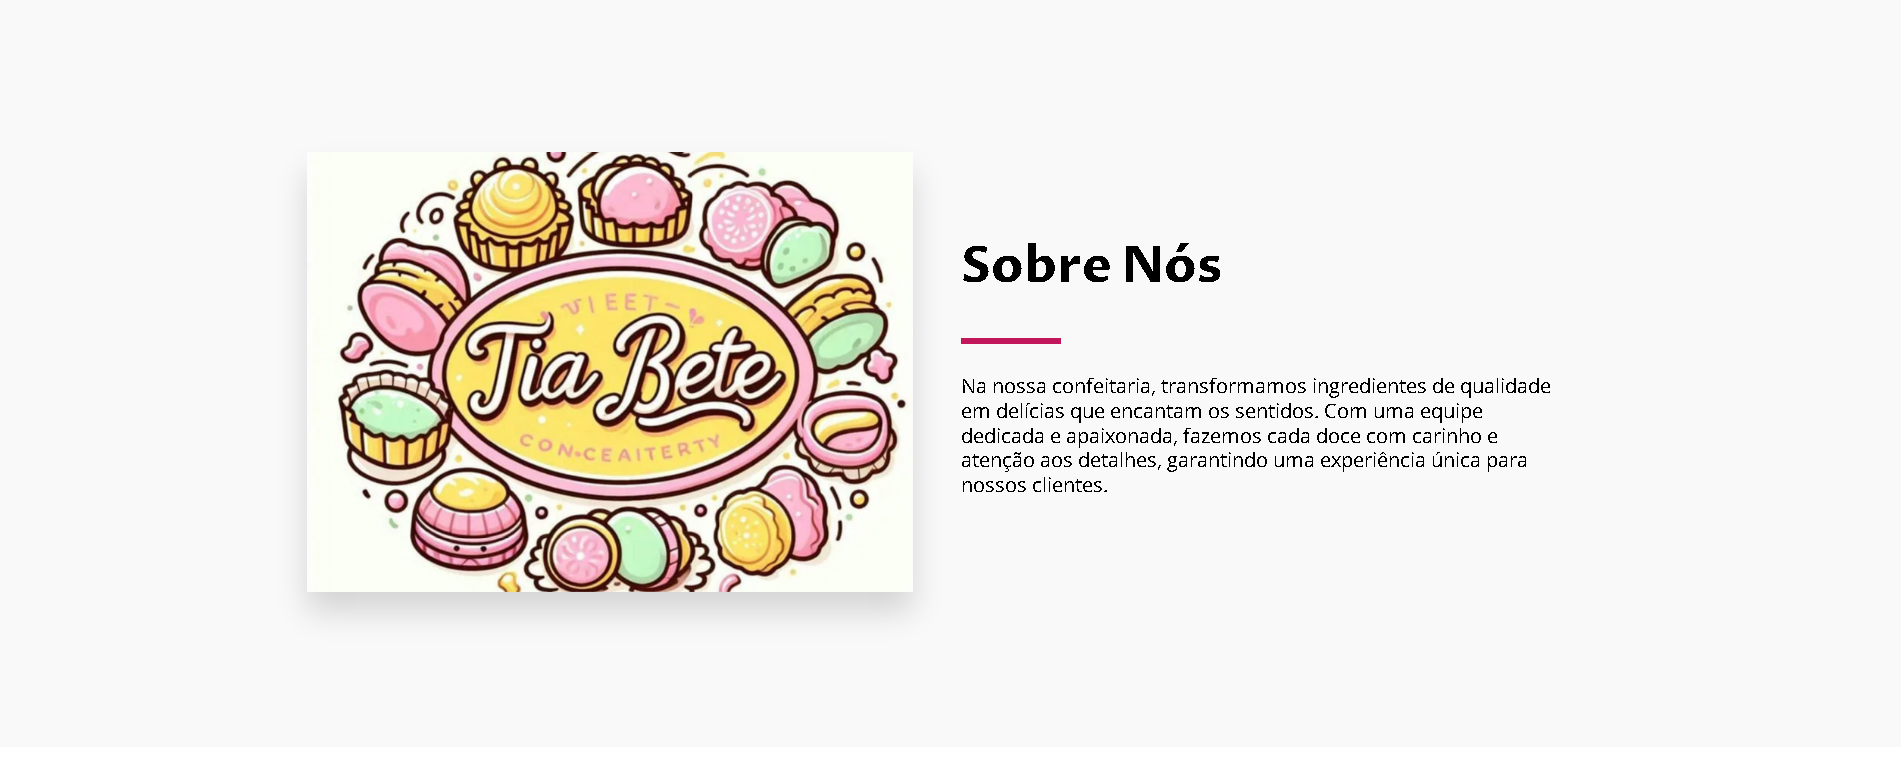 Tia Bete
CON·CEAITERTY
Sobre Nós
Na nossa confeitaria, transformamos ingredientes de qualidade
em delícias que encantam os sentidos. Com uma equipe
dedicada e apaixonada, fazemos cada doce com carinho e
atenção aos detalhes, garantindo uma experiência única para
nossos clientes.